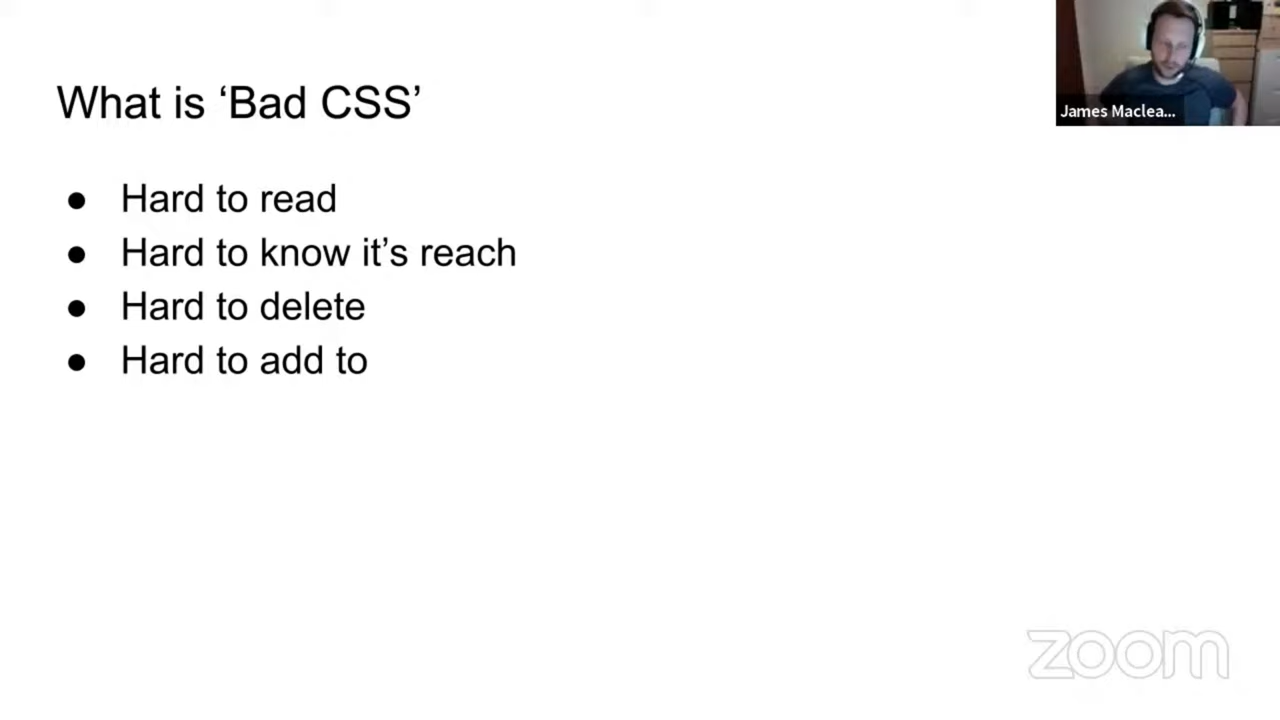 What is ‘Bad CSS’
● Hard to read
● Hard to know it’s reach
● Hard to delete
● Hard to add to
James Maclea...
zoom